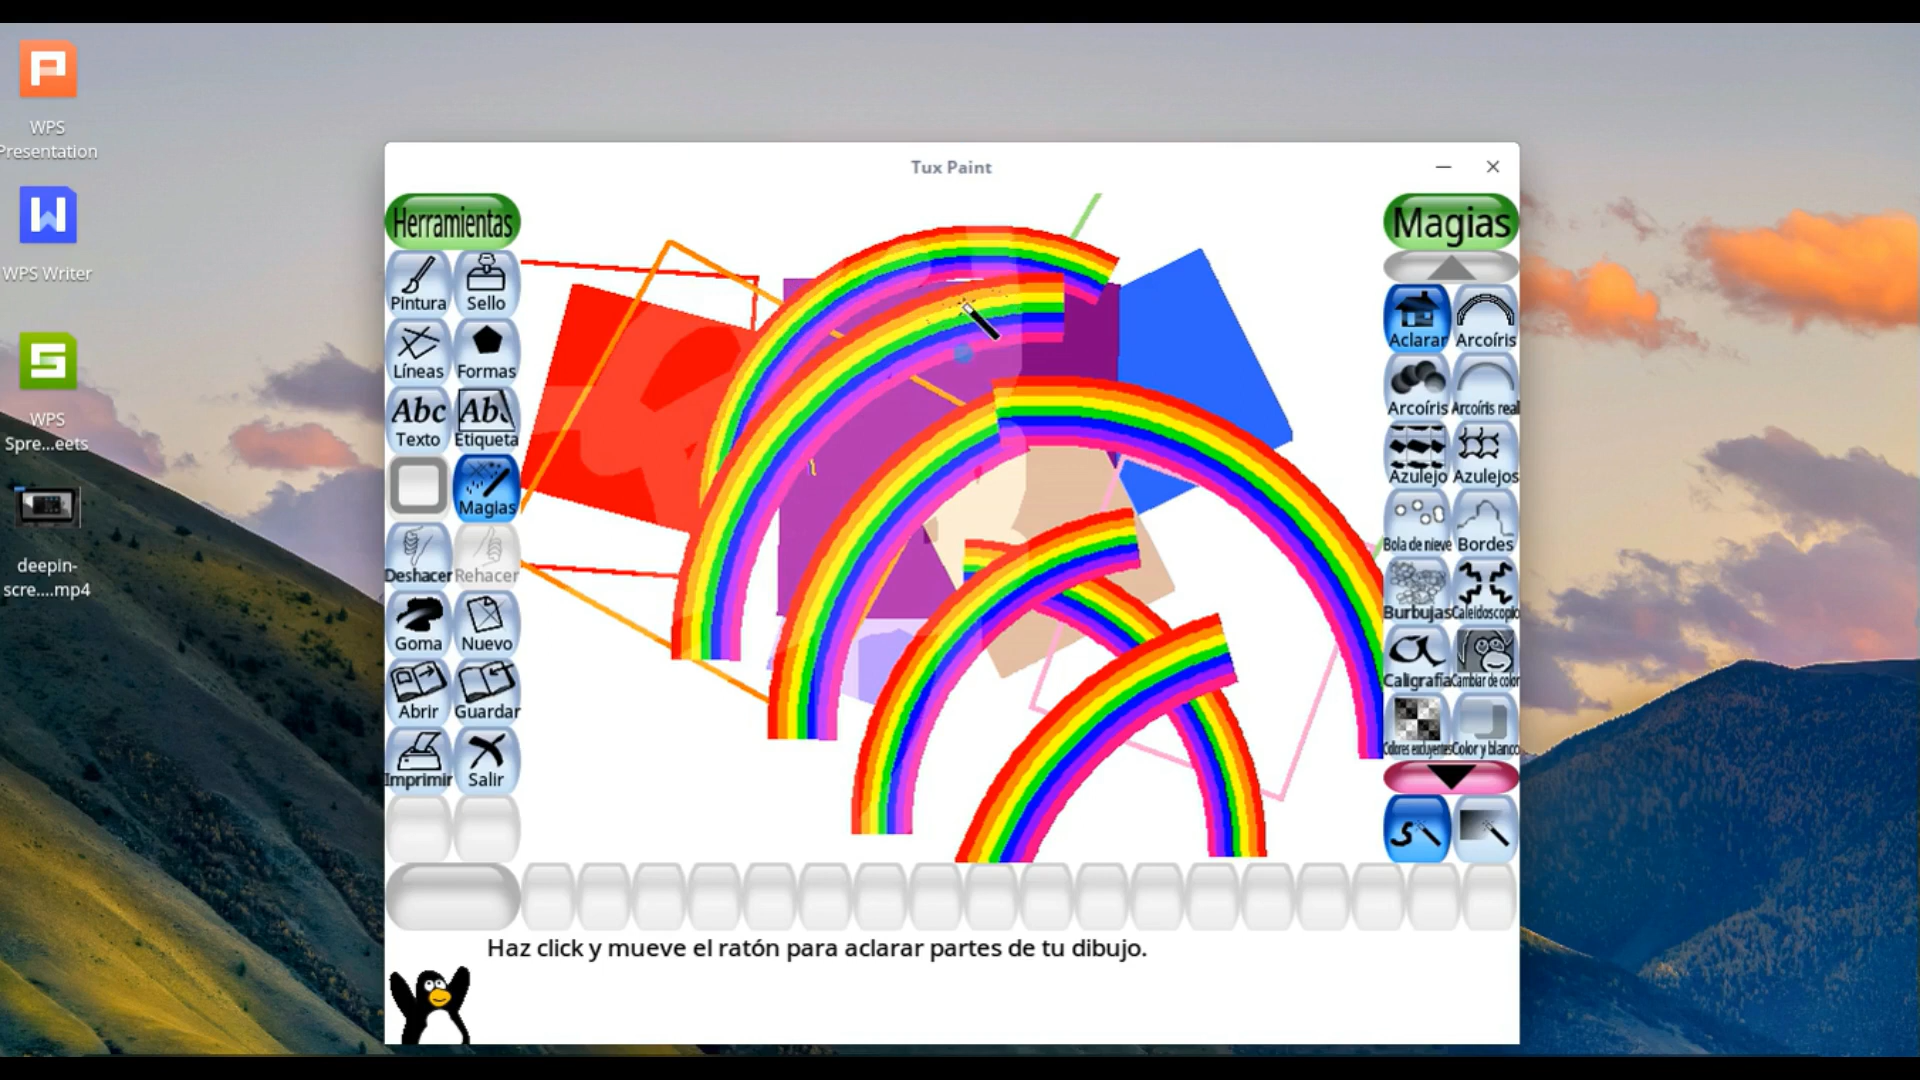 WPS
Presentation
WPS Writer
WPS
Spre...eets
deepin-
scre....mp4
Tux Paint
Herramientas
Pintura
Sello
Líneas
Formas
Abc
Texto
Abc
Etiqueta
Magias
Deshacer
Rehacer
Goma
Nuevo
Abrir
Guardar
Imprimir
Salir
Magias
Aclarar
Arcoíris
Arcoíris
Arcoíris real
Azulejo
Azulejos
Bola de nieve
Bordes
Burbujas
Caleidoscopio
Caligrafía
Cambiar de color
Colores excluyentes
Color y blanco
Haz click y mueve el ratón para aclarar partes de tu dibujo.